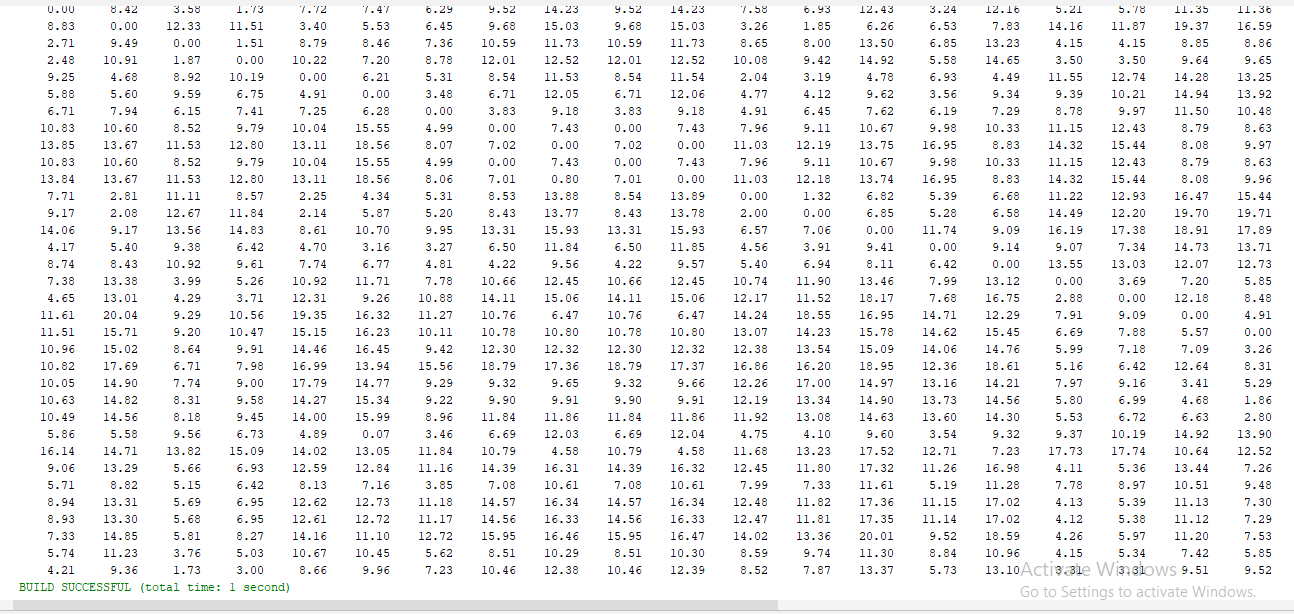 0.00 8.42 3.58 1.73 7.72 7.47 6.29 9.52 14.23 9.52 14.23 7.58 6.93 12.43 3.24 12.16 5.21 5.78 11.35 11.36
8.83 0.00 12.33 11.51 3.40 5.53 6.45 9.68 15.03 9.68 15.03 3.26 1.85 6.26 6.53 7.83 14.16 11.87 19.37 16.59
2.71 9.49 0.00 1.51 8.79 8.46 7.36 10.59 11.73 10.59 11.73 8.65 8.00 13.50 6.85 13.23 4.15 4.15 8.85 8.86
2.48 10.91 1.87 0.00 10.22 7.20 8.78 12.01 12.52 12.01 12.52 10.08 9.42 14.92 5.58 14.65 3.50 3.50 9.64 9.65
9.25 4.68 8.92 10.19 0.00 6.21 5.31 8.54 11.53 8.54 11.54 2.04 3.19 4.78 6.93 4.49 11.55 12.74 14.28 13.25
5.88 5.60 9.59 6.75 4.91 0.00 3.48 6.71 12.05 6.71 12.06 4.77 4.12 9.62 3.56 9.34 9.39 10.21 14.94 13.92
6.71 7.94 6.15 7.41 7.25 6.28 0.00 3.83 9.18 3.83 9.18 4.91 6.45 7.62 6.19 7.29 8.78 9.97 11.50 10.48
10.83 10.60 8.52 9.79 10.04 15.55 4.99 0.00 7.43 0.00 7.43 7.96 9.11 10.67 9.98 10.33 11.15 12.43 8.79 8.63
13.85 13.67 11.53 12.80 13.11 18.56 8.07 7.02 0.00 7.02 0.00 11.03 12.19 13.75 16.95 8.83 14.32 15.44 8.08 9.97
10.83 10.60 8.52 9.79 10.04 15.55 4.99 0.00 7.43 0.00 7.43 7.96 9.11 10.67 9.98 10.33 11.15 12.43 8.79 8.63
13.84 13.67 11.53 12.80 13.11 18.56 8.06 7.01 0.80 7.01 0.00 11.03 12.18 13.74 16.95 8.83 14.32 15.44 8.08 9.96
7.71 2.81 11.11 8.57 2.25 4.34 5.31 8.53 13.88 8.54 13.89 0.00 1.32 6.82 5.39 6.68 11.22 12.93 16.47 15.44
9.17 2.08 12.67 11.84 2.14 5.87 5.20 8.43 13.77 8.43 13.78 2.00 0.00 6.85 5.28 6.58 14.49 12.20 19.70 19.71
14.06 9.17 13.56 14.83 8.61 10.70 9.95 13.31 15.93 13.31 15.93 6.57 7.06 0.00 11.74 9.09 16.19 17.38 18.91 17.89
4.17 5.40 9.38 6.42 4.70 3.16 3.27 6.50 11.84 6.50 11.85 4.56 3.91 9.41 0.00 9.14 9.07 7.34 14.73 13.71
8.74 8.43 10.92 9.61 7.74 6.77 4.81 4.22 9.56 4.22 9.57 5.40 6.94 8.11 6.42 0.00 13.55 13.03 12.07 12.73
7.38 13.38 3.99 5.26 10.92 11.71 7.78 10.66 12.45 10.66 12.45 10.74 11.90 13.46 7.99 13.12 0.00 3.69 7.20 5.85
4.65 13.01 4.29 3.71 12.31 9.26 10.88 14.11 15.06 14.11 15.06 12.17 11.52 18.17 7.68 16.75 2.88 0.00 12.18 8.48
11.61 20.04 9.29 10.56 19.35 16.32 11.27 10.76 6.47 10.76 6.47 14.24 18.55 16.95 14.71 12.29 7.91 9.09 0.00 4.91
11.51 15.71 9.20 10.47 15.15 16.23 10.11 10.78 10.80 10.78 10.80 13.07 14.23 15.78 14.62 15.45 6.69 7.88 5.57 0.00
10.96 15.02 8.64 9.91 14.46 16.45 9.42 12.30 12.32 12.30 12.32 12.38 13.54 15.09 14.06 14.76 5.99 7.18 7.09 3.26
10.82 17.69 6.71 7.98 16.99 13.94 15.56 18.79 17.36 18.79 17.37 16.86 16.20 18.95 12.36 18.61 5.16 6.42 12.64 8.31
10.05 14.90 7.74 9.00 17.79 14.77 9.29 9.32 9.65 9.32 9.66 12.26 17.00 14.97 13.16 14.21 7.97 9.16 3.41 5.29
10.63 14.82 8.31 9.58 14.27 15.34 9.22 9.90 9.91 9.90 9.91 12.19 13.34 14.90 13.73 14.56 5.80 6.99 4.68 1.86
10.49 14.56 8.18 9.45 14.00 15.99 8.96 11.84 11.86 11.84 11.86 11.92 13.08 14.63 13.60 14.30 5.53 6.72 6.63 2.80
5.86 5.58 9.56 6.73 4.89 0.07 3.46 6.69 12.03 6.69 12.04 4.75 4.10 9.60 3.54 9.32 9.37 10.19 14.92 13.90
16.14 14.71 13.82 15.09 14.02 13.05 11.84 10.79 4.58 10.79 4.58 11.68 13.23 17.52 12.71 7.23 17.73 17.74 10.64 12.52
9.06 13.29 5.66 6.93 12.59 12.84 11.16 14.39 16.31 14.39 16.32 12.45 11.80 17.32 11.26 16.98 4.11 5.36 13.44 7.26
5.71 8.82 5.15 6.42 8.13 7.16 3.85 7.08 10.61 7.08 10.61 7.99 7.33 11.61 5.19 11.28 7.78 8.97 10.51 9.48
8.94 13.31 5.69 6.95 12.62 12.73 11.18 14.57 16.34 14.57 16.34 12.48 11.82 17.36 11.15 17.02 4.13 5.39 11.13 7.30
8.93 13.30 5.68 6.95 12.61 12.72 11.17 14.56 16.33 14.56 16.33 12.47 11.81 17.35 11.14 17.02 4.12 5.38 11.12 7.29
7.33 14.85 5.81 8.27 14.16 11.10 12.72 15.95 16.46 15.95 16.47 14.02 13.36 20.01 9.52 18.59 4.26 5.97 11.20 7.53
5.74 11.23 3.76 5.03 10.67 10.45 5.62 8.51 10.29 8.51 10.30 8.59 9.74 11.30 8.84 10.96 4.15 5.34 7.42 5.85
4.21 9.36 1.73 3.00 8.66 9.96 7.23 10.46 12.38 10.46 12.39 8.52 7.87 13.37 5.73 13.10 9.51 9.52
Activate Windows
BUILD SUCCESSFUL (total time: 1 second)
Go to Settings to activate Windows.